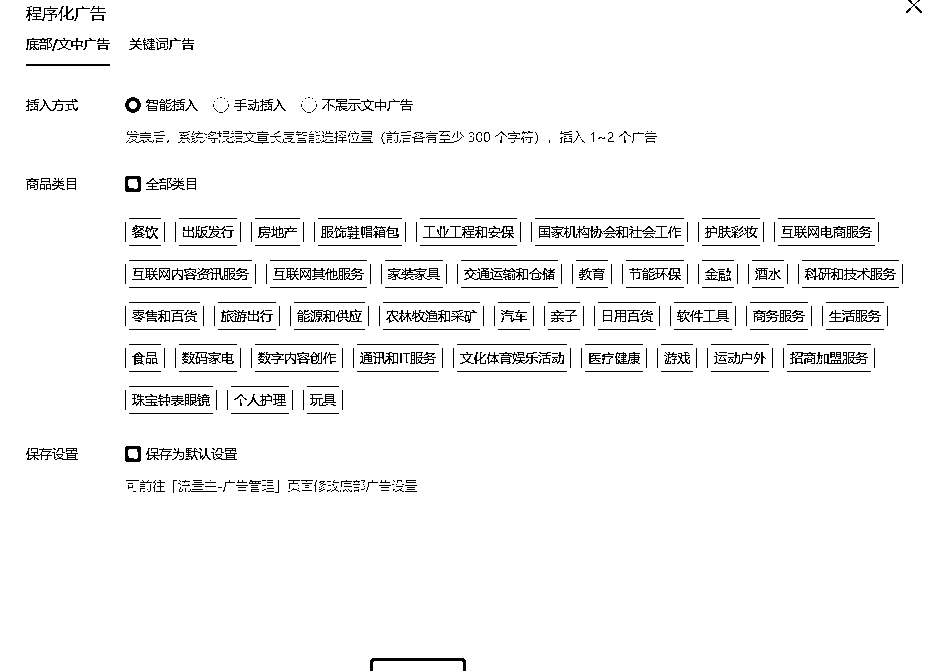 程序化广告
底部/文中广告 关键词广告
插入方式 智能插入 手动插入 不展示文中广告
发表后，系统将根据文章长度智能选择位置（前后各有至少 300 个字符），插入 1~2 个广告
商品类目 全部类目
餐饮 出版发行 房地产 服饰鞋帽箱包 工业工程和安保 国家机构协会和社会工作 护肤彩妆 互联网电商服务
互联网内容资讯服务 互联网其他服务 家装家具 交通运输和仓储 教育 节能环保 金融 酒水 科研和技术服务
零售和百货 旅游出行 能源和供应 农林牧渔和采矿 汽车 亲子 日用百货 软件工具 商务服务 生活服务
食品 数码家电 数字内容创作 通讯和IT服务 文化体育娱乐活动 医疗健康 游戏 运动户外 招商加盟服务
珠宝钟表眼镜 个人护理 玩具
保存设置 保存为默认设置
可前往「流量主-广告管理」页面修改底部广告设置